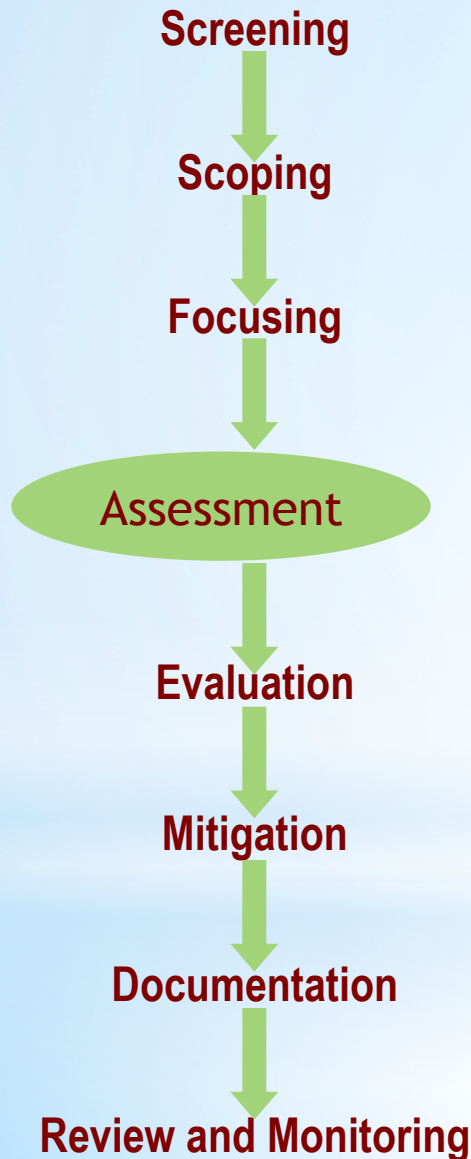 Screening
Scoping
Focusing
Assessment
Evaluation
Mitigation
Documentation
Review and Monitoring